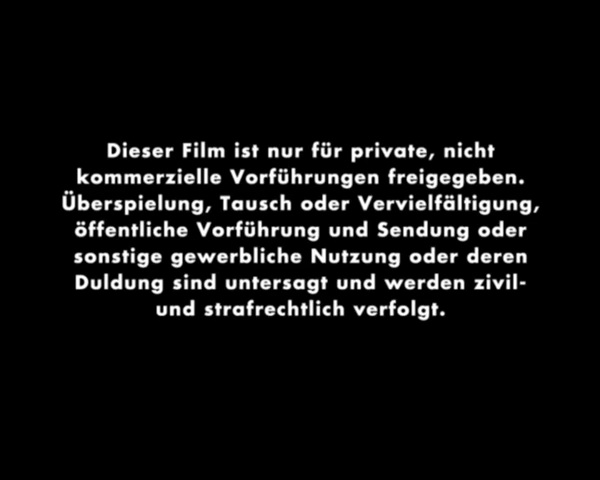 Dieser Film ist nur für private, nicht
kommerzielle Vorführungen freigegeben.
Überspielung, Tausch oder Vervielfältigung,
öffentliche Vorführung und Sendung oder
sonstige gewerbliche Nutzung oder deren
Duldung sind untersagt und werden zivil-
und strafrechtlich verfolgt.